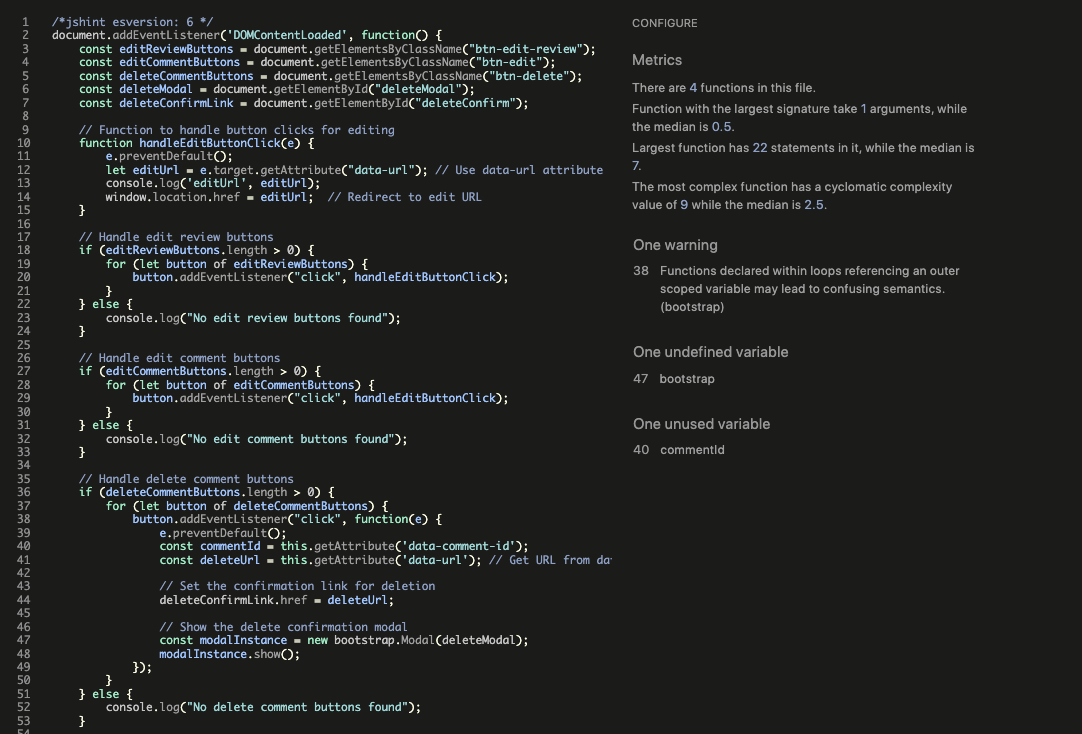 1 /*jshint esversion: 6 */
2 document.addEventListener('DOMContentLoaded', function() {
3 const editReviewButtons = document.getElementsByClassName("btn-edit-review");
4 const editCommentButtons = document.getElementsByClassName("btn-edit");
5 const deleteCommentButtons = document.getElementsByClassName("btn-delete");
6 const deleteModal = document.getElementById("deleteModal");
7 const deleteConfirmLink = document.getElementById("deleteConfirm");
8
9 // Function to handle button clicks for editing
10 function handleEditButtonClick(e) {
11 e.preventDefault();
12 let editUrl = e.target.getAttribute("data-url"); // Use data-url attribute
13 console.log('editUrl', editUrl);
14 window.location.href = editUrl;  // Redirect to edit URL
15 }
16
17 // Handle edit review buttons
18 if (editReviewButtons.length > 0) {
19 for (let button of editReviewButtons) {
20 button.addEventListener("click", handleEditButtonClick);
21 }
22 } else {
23 console.log("No edit review buttons found");
24 }
25
26 // Handle edit comment buttons
27 if (editCommentButtons.length > 0) {
28 for (let button of editCommentButtons) {
29 button.addEventListener("click", handleEditButtonClick);
30 }
31 } else {
32 console.log("No edit comment buttons found");
33 }
34
35 // Handle delete comment buttons
36 if (deleteCommentButtons.length > 0) {
37 for (let button of deleteCommentButtons) {
38 button.addEventListener("click", function(e) {
39 e.preventDefault();
40 const commentId = this.getAttribute('data-comment-id');
41 const deleteUrl = this.getAttribute('data-url'); // Get URL from
42
43 // Set the confirmation link for deletion
44 deleteConfirmLink.href = deleteUrl;
45
46 // Show the delete confirmation modal
47 const modalInstance = new bootstrap.Modal(deleteModal);
48 modalInstance.show();
49 });
50 }
51 } else {
52 console.log("No delete comment buttons found");
53 }
CONFIGURE
Metrics
There are 4 functions in this file.
Function with the largest signature take 1 arguments, while
the median is 0.5.
Largest function has 22 statements in it, while the median is
7.
The most complex function has a cyclomatic complexity
value of 9 while the median is 2.5.
One warning
38 Functions declared within loops referencing an outer
scoped variable may lead to confusing semantics.
(bootstrap)
One undefined variable
47 bootstrap
One unused variable
40 commentId